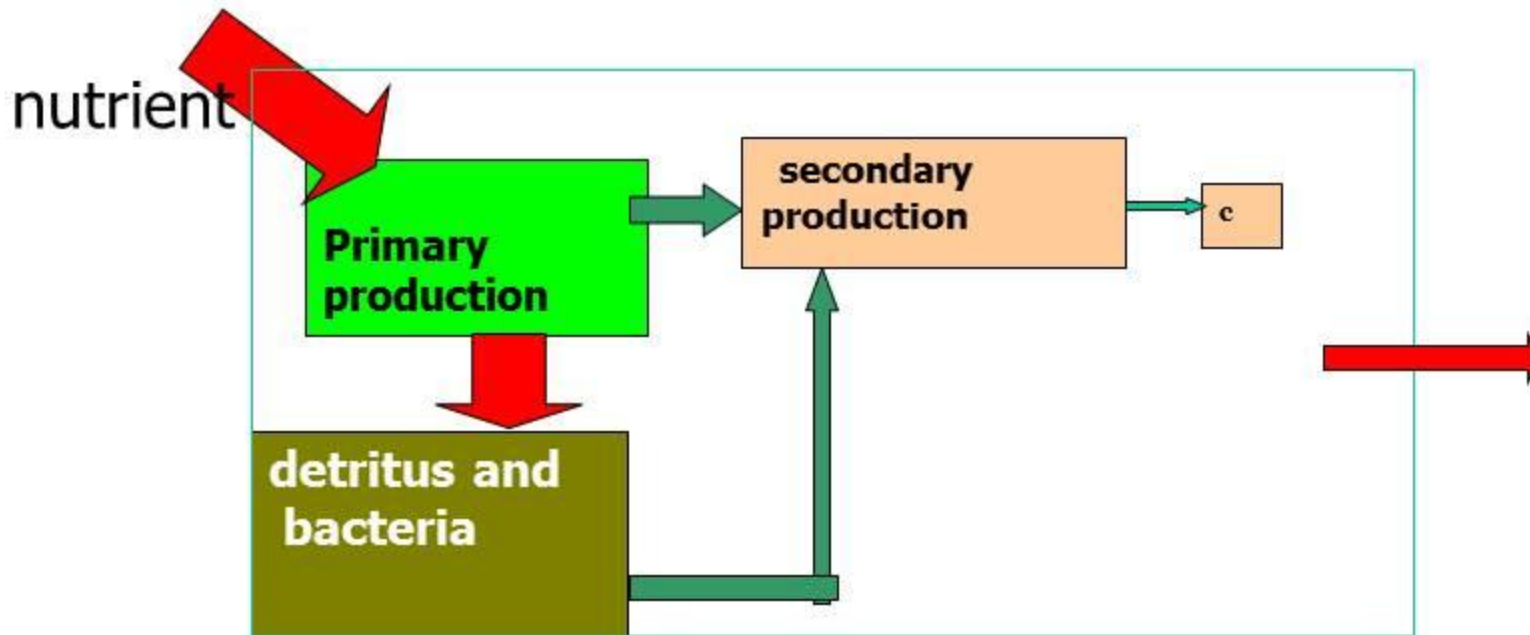 nutrient
Primary
production
secondary
production
c
detritus and
bacteria